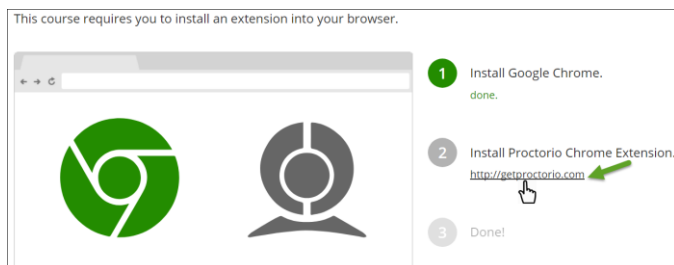 This course requires you to install an extension into your browser.
1
Install Google Chrome.
done.
2
Install Proctorio Chrome Extension.
http://getproctorio.com
3
Done!